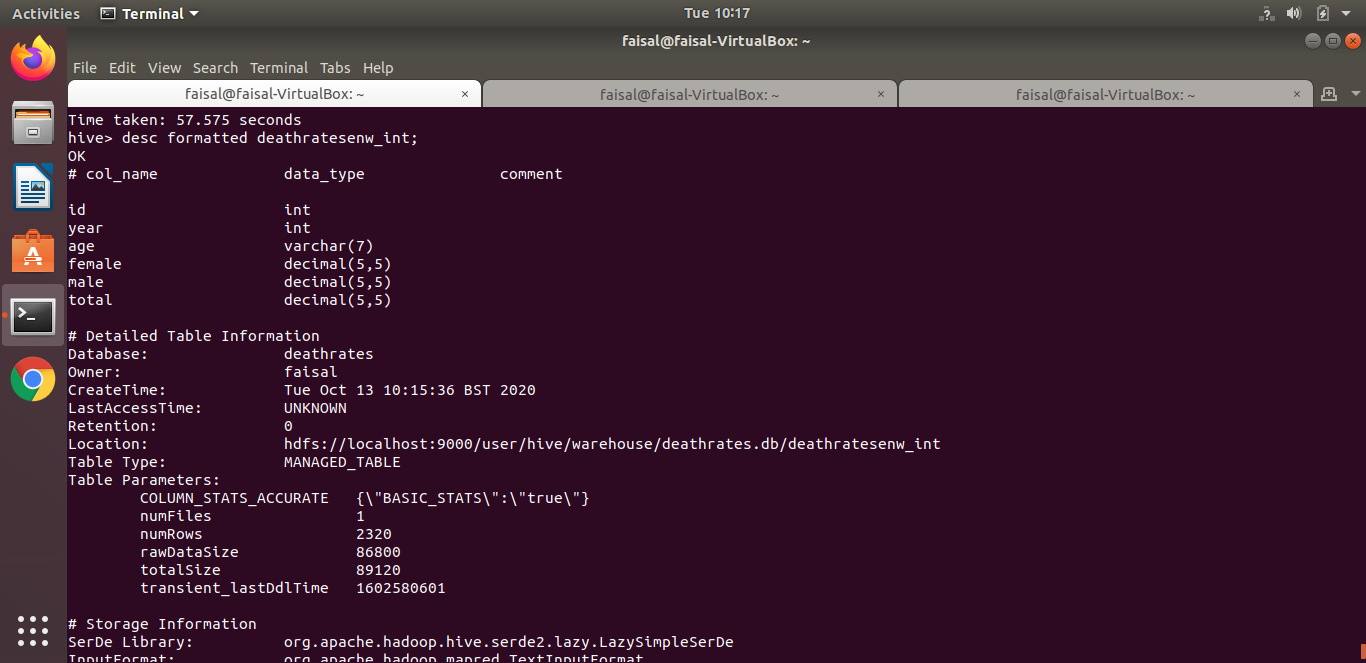 Activities Terminal Tue 10:17
faisal@faisal-VirtualBox: ~
File Edit View Search Terminal Tabs Help
faisal@faisal-VirtualBox: ~ × faisal@faisal-VirtualBox: ~ × faisal@faisal-VirtualBox: ~ ×
Time taken: 57.575 seconds
hive> desc formatted deathratesenw_int;
OK
# col_name data_type comment
id int
year int
age varchar(7)
female decimal(5,5)
male decimal(5,5)
total decimal(5,5)
# Detailed Table Information
Database: deathrates
Owner: faisal
CreateTime: Tue Oct 13 10:15:36 BST 2020
LastAccessTime: UNKNOWN
Retention: 0
Location: hdfs://localhost:9000/user/hive/warehouse/deathrates.db/deathratesenw_int
Table Type: MANAGED_TABLE
Table Parameters:
COLUMN_STATS_ACCURATE {\"BASIC_STATS\":\"true\"}
numFiles 1
numRows 2320
rawDataSize 86800
totalSize 89120
transient_lastDdlTime 1602580601
# Storage Information
SerDe Library: org.apache.hadoop.hive.serde2.lazy.LazySimpleSerDe
InputFormat: org.apache.hadoop.mapred.TextInputFormat